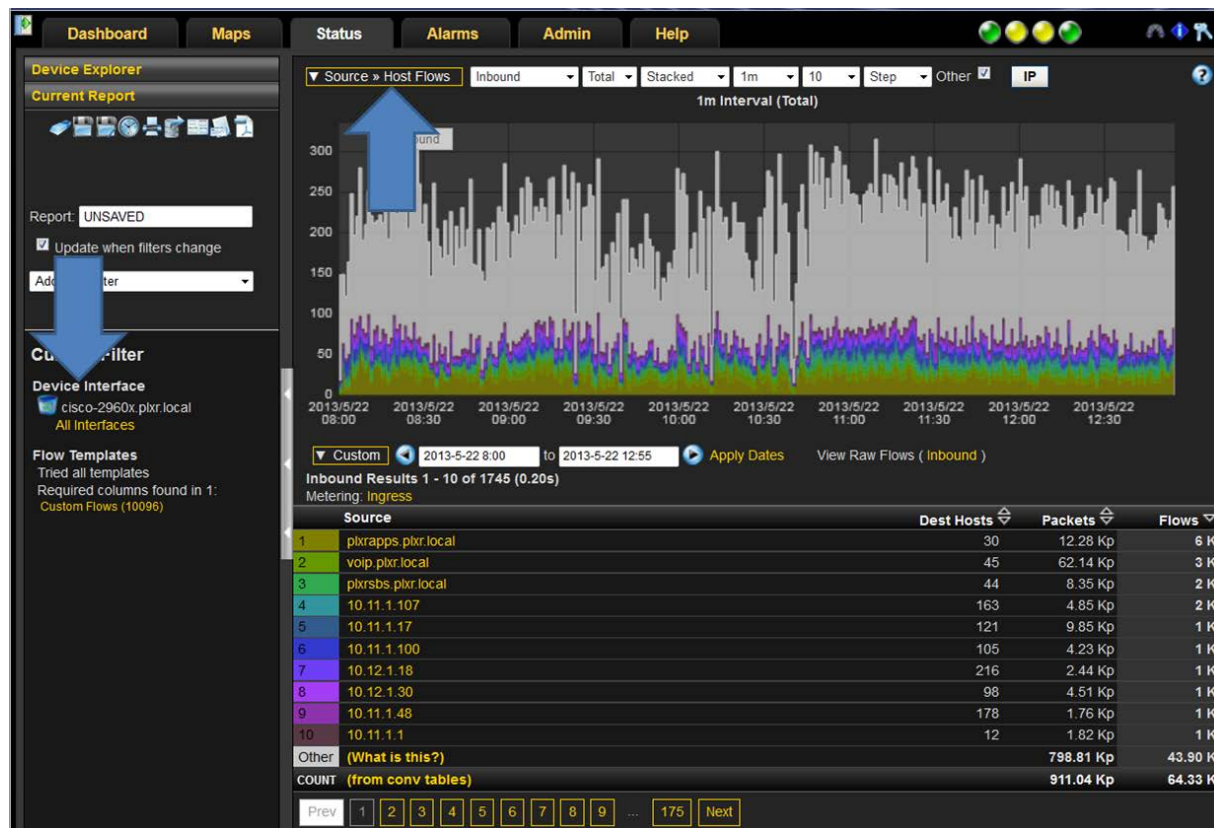 Dashboard Maps Status Alarms Admin Help
Device Explorer
Current Report
Report: UNSAVED
Update when filters change
Device Interface
cisco-2960x.plxr.local
All Interfaces
Flow Templates
Tried all templates
Required columns found in 1:
Custom Flows (10096)
▼ Source » Host Flows Inbound Total Stacked 1m 10 Step Other IP
1m Interval (Total)
300
250
200
150
100
50
0
2013/5/22 08:00
2013/5/22 08:30
2013/5/22 09:00
2013/5/22 09:30
2013/5/22 10:00
2013/5/22 10:30
2013/5/22 11:00
2013/5/22 11:30
2013/5/22 12:00
2013/5/22 12:30
▼ Custom 2013-5-22 8:00 to 2013-5-22 12:55 Apply Dates View Raw Flows ( Inbound )
Inbound Results 1 - 10 of 1745 (0.20s)
Metering: Ingress
Source Dest Hosts Packets Flows
1 plxrapps.plxr.local 30 12.28 Kp 6 K
2 voip.plxr.local 45 62.14 Kp 3 K
3 plxrsbs.plxr.local 44 8.35 Kp 2 K
4 10.11.1.107 163 4.85 Kp 2 K
5 10.11.1.17 121 9.85 Kp 1 K
6 10.11.1.100 105 4.23 Kp 1 K
7 10.12.1.18 216 2.44 Kp 1 K
8 10.12.1.30 98 4.51 Kp 1 K
9 10.11.1.48 178 1.76 Kp 1 K
10 10.11.1.1 12 1.82 Kp 1 K
Other (What is this?) 798.81 Kp 43.90 K
COUNT (from conv tables) 911.04 Kp 64.33 K
Prev 1 2 3 4 5 6 7 8 9 ... 175 Next